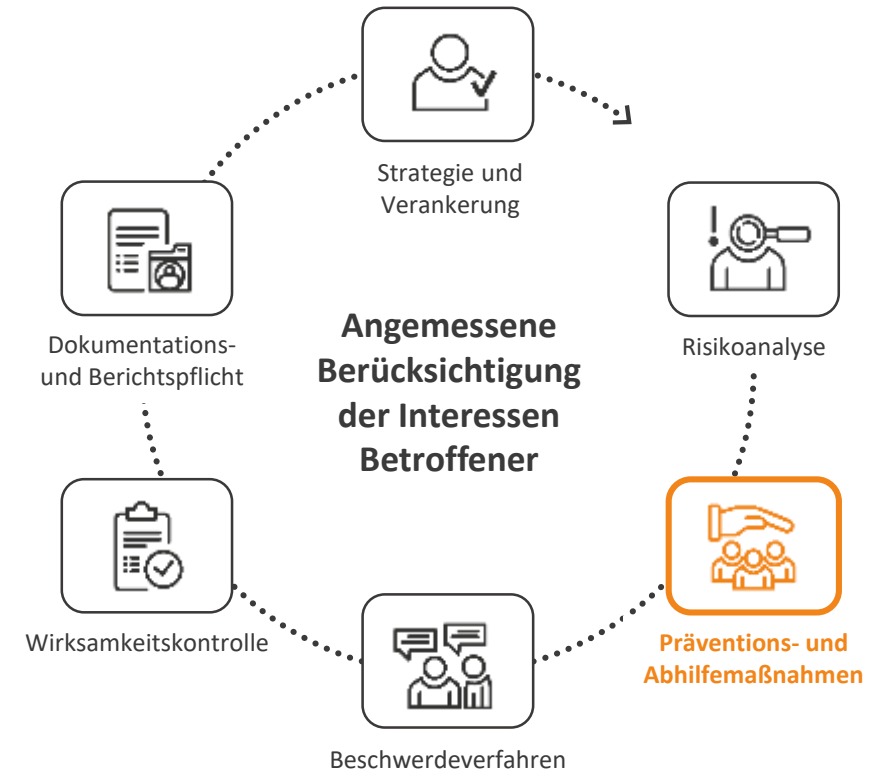 Strategie und
Verankerung
Dokumentations-
und Berichtspflicht
Angemessene
Berücksichtigung
der Interessen
Betroffener
Risikoanalyse
Wirksamkeitskontrolle
Präventions- und
Abhilfemaßnahmen
Beschwerdeverfahren